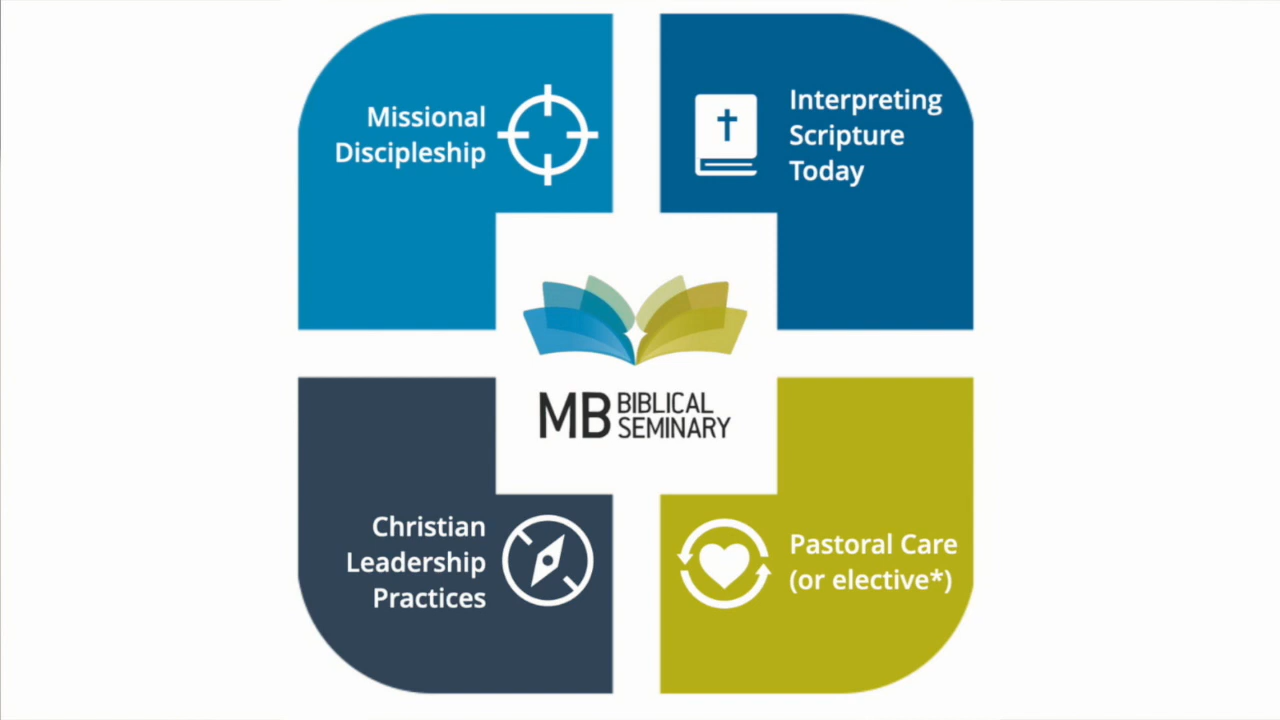 Missional
Discipleship
Interpreting
Scripture
Today
MB BIBLICAL
SEMINARY
Christian
Leadership
Practices
Pastoral Care
(or elective*)